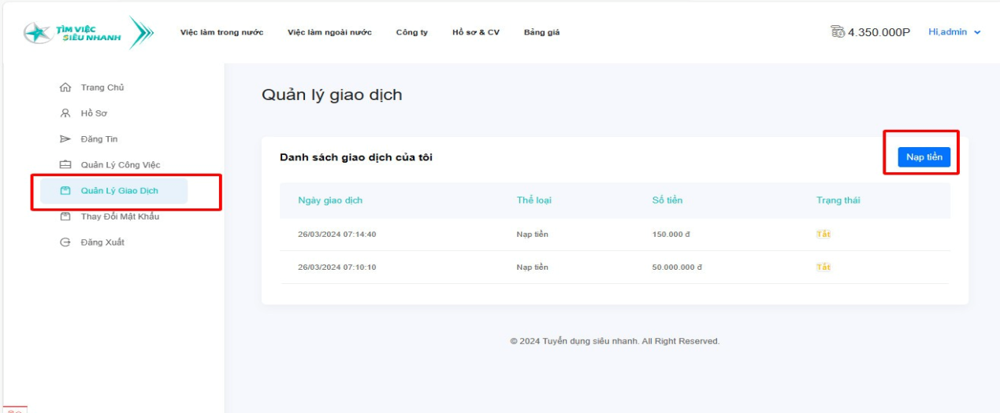 TÌM VIỆC
SIÊU NHANH
Việc làm trong nước Việc làm ngoài nước Công ty Hồ sơ & CV Bảng giá
4.350.000P Hi,admin
Trang Chủ
Hồ Sơ
Đăng Tin
Quản Lý Công Việc
Quản Lý Giao Dịch
Thay Đổi Mật Khẩu
Đăng Xuất
Quản lý giao dịch
Danh sách giao dịch của tôi
Nạp tiền
Ngày giao dịch Thể loại Số tiền Trạng thái
26/03/2024 07:14:40 Nạp tiền 150.000 đ Tắt
26/03/2024 07:10:10 Nạp tiền 50.000.000 đ Tắt
© 2024 Tuyển dụng siêu nhanh. All Right Reserved.